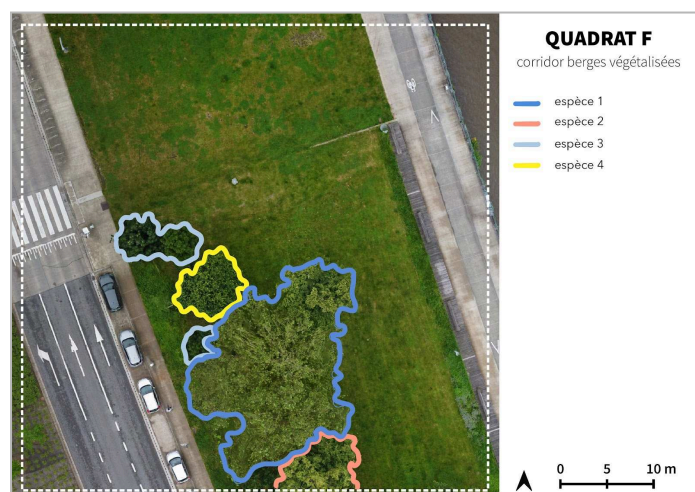 QUADRAT F
corridor berges végétalisées
espèce 1
espèce 2
espèce 3
espèce 4
0 5 10 m